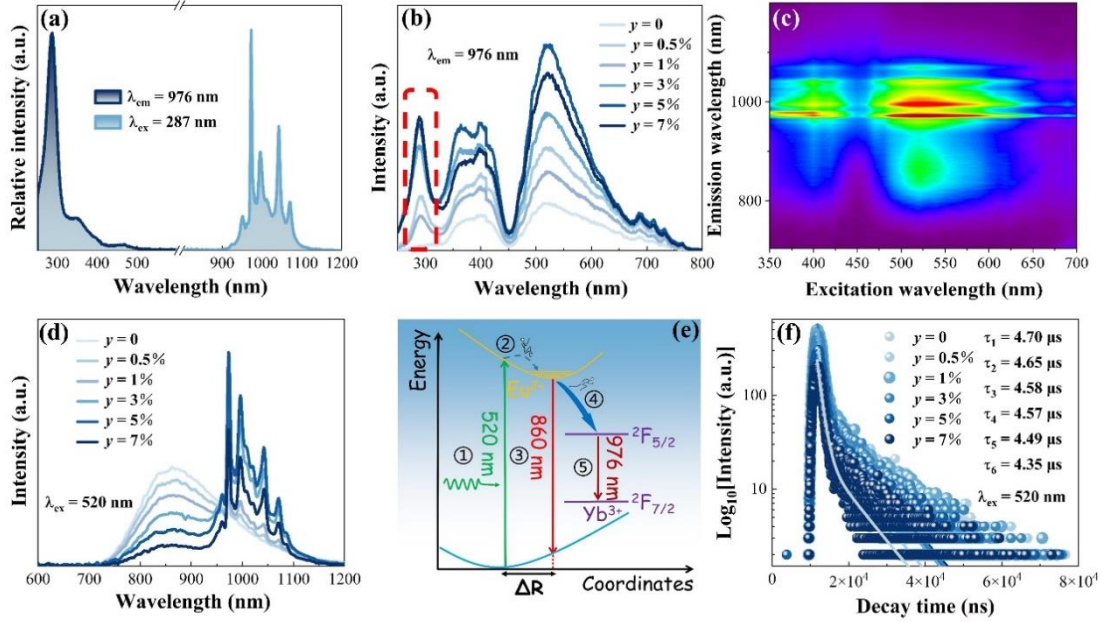 (a)
Relative intensity (a.u.)
λem = 976 nm
λex = 287 nm
300 400 500 900 1000 1100 1200
Wavelength (nm)
(b)
Intensity (a.u.)
λem = 976 nm
y = 0
y = 0.5%
y = 1%
y = 3%
y = 5%
y = 7%
300 400 500 600 700 800
Wavelength (nm)
(c)
Emission wavelength (nm)
1000
800
350 400 450 500 550 600 650 700
Excitation wavelength (nm)
(d)
Intensity (a.u.)
y = 0
y = 0.5%
y = 1%
y = 3%
y = 5%
y = 7%
λex = 520 nm
600 700 800 900 1000 1100 1200
Wavelength (nm)
(e)
Energy
②
Eu2+
①
520 nm
③
860 nm
④
2F5/2
⑤
976 nm
2F7/2
Yb3+
ΔR
Coordinates
(f)
Log10[Intensity (a.u.)]
100
10
y = 0
y = 0.5%
y = 1%
y = 3%
y = 5%
y = 7%
τ1 = 4.70 μs
τ2 = 4.65 μs
τ3 = 4.58 μs
τ4 = 4.57 μs
τ5 = 4.49 μs
τ6 = 4.35 μs
λex = 520 nm
0 2×10⁴ 4×10⁴ 6×10⁴ 8×10⁴
Decay time (ns)